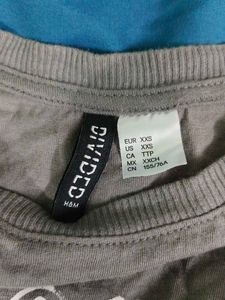 DIVIDED
H&M
EUR XXS
US XXS
CA TTP
MX XXCH
CN 155/76A